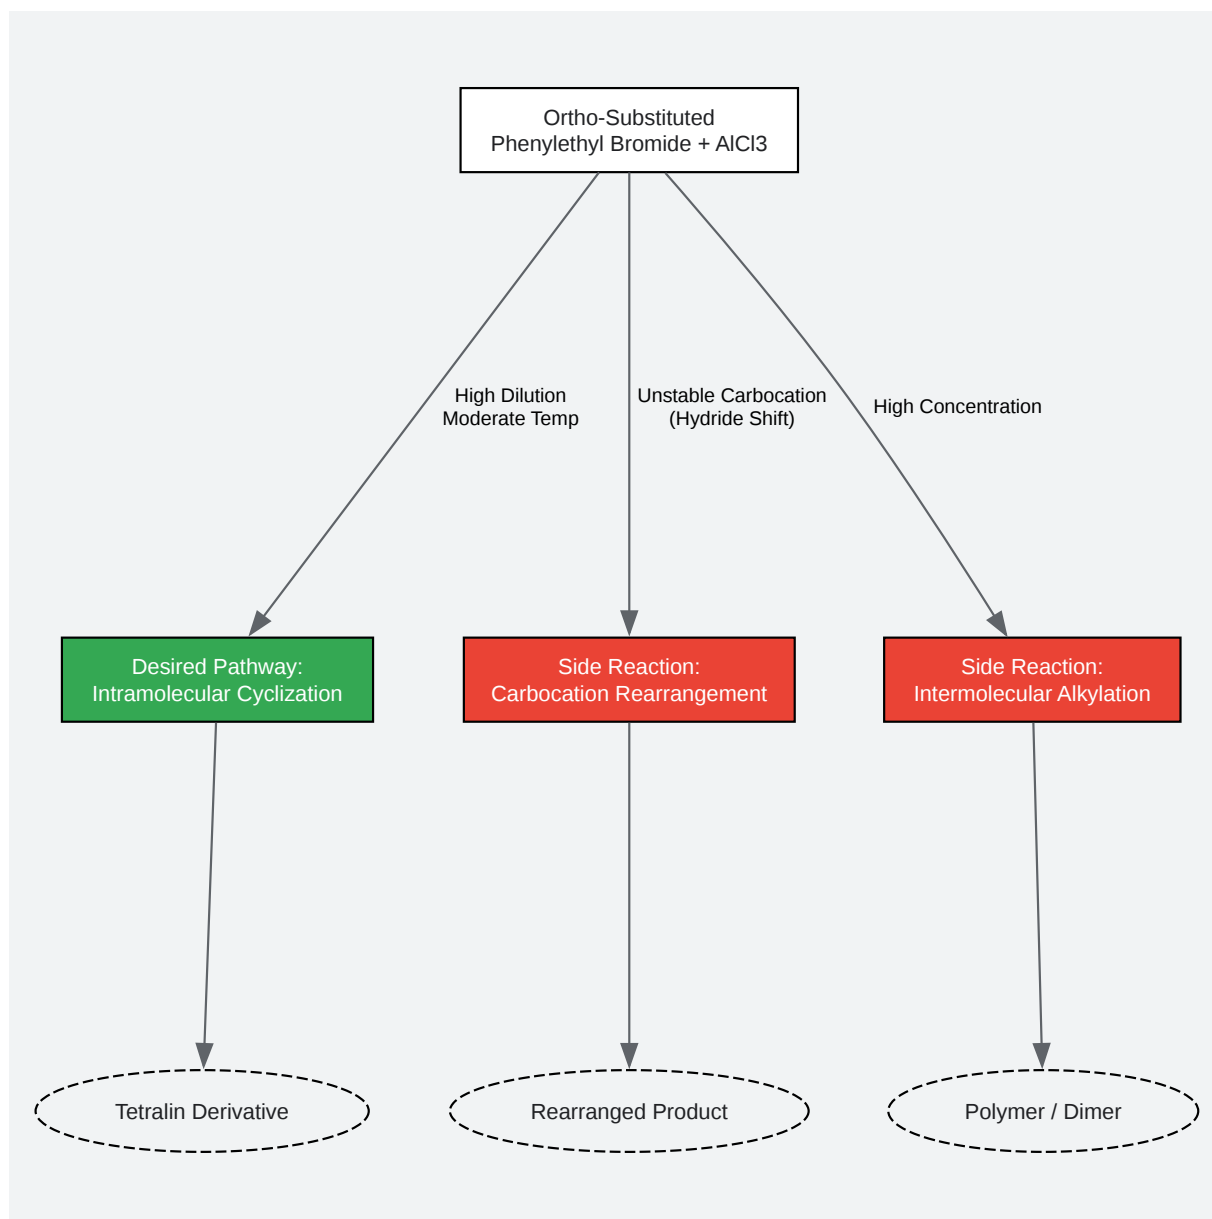 Ortho-Substituted
Phenylethyl Bromide + AlCl3
High Dilution
Moderate Temp
Unstable Carbocation
(Hydride Shift)
High Concentration
Desired Pathway:
Intramolecular Cyclization
Side Reaction:
Carbocation Rearrangement
Side Reaction:
Intermolecular Alkylation
Tetralin Derivative
Rearranged Product
Polymer / Dimer